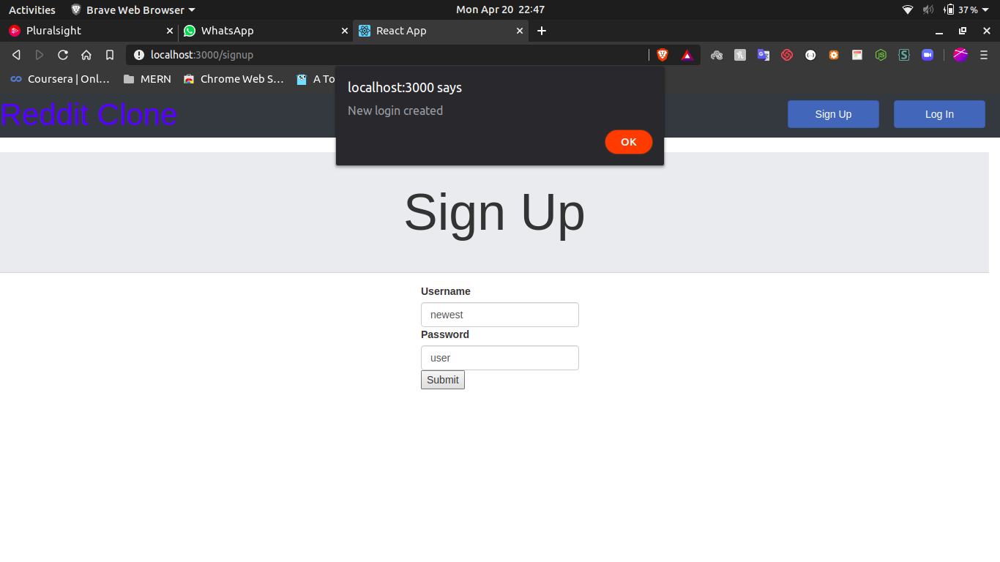 Activities Brave Web Browser Mon Apr 20 22:47 37 %
Pluralsight WhatsApp React App
localhost:3000/signup
Coursera | Onl... MERN Chrome Web S... A To
localhost:3000 says
New login created
OK
Reddit Clone Sign Up Log In
Sign Up
Username
newest
Password
user
Submit